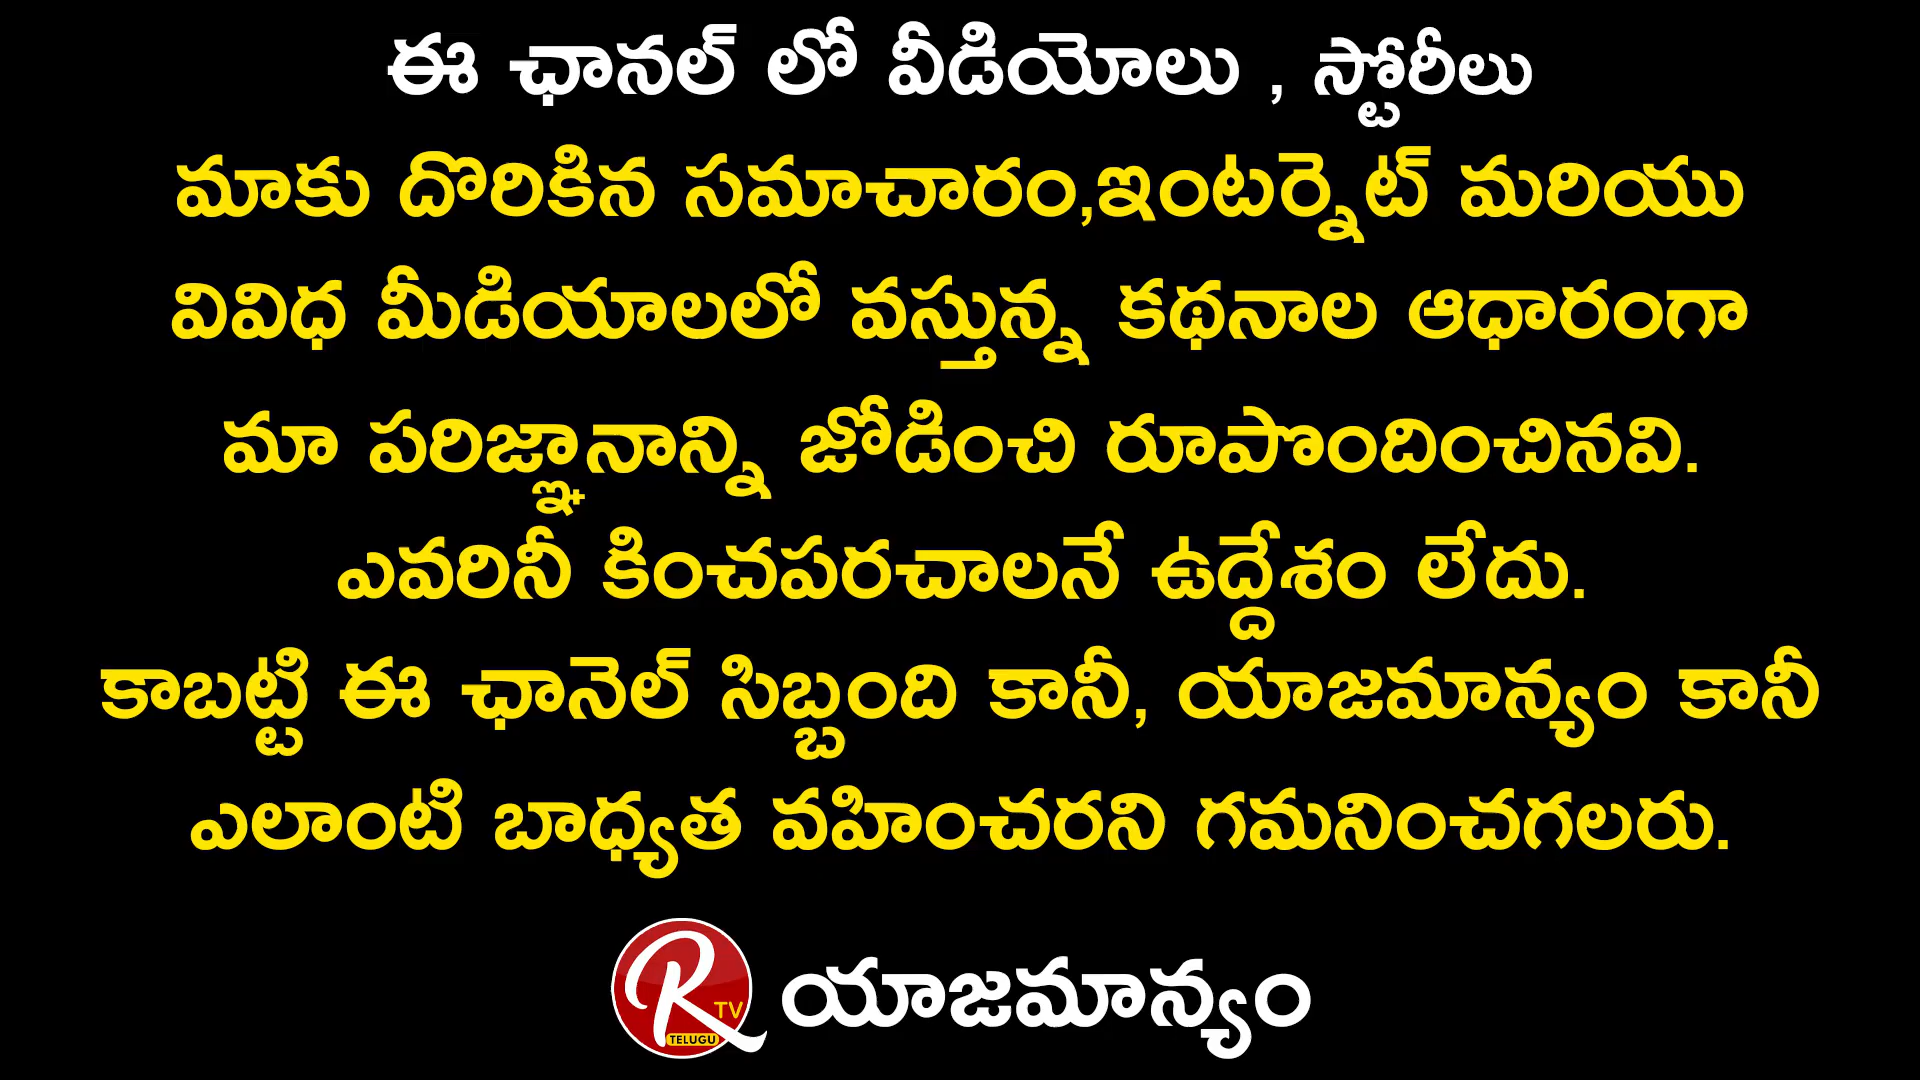 ఈ ఛానల్ లో వీడియోలు , స్టోరీలు
మాకు దొరికిన సమాచారం,ఇంటర్నెట్ మరియు
వివిధ మీడియాలలో వస్తున్న కథనాల ఆధారంగా
మా పరిజ్ఞానాన్ని జోడించి రూపొందించినవి.
ఎవరినీ కించపరచాలనే ఉద్దేశం లేదు.
కాబట్టి ఈ ఛానెల్ సిబ్బంది కానీ, యాజమాన్యం కానీ
ఎలాంటి బాధ్యత వహించరని గమనించగలరు.
R TV TELUGU యాజమాన్యం